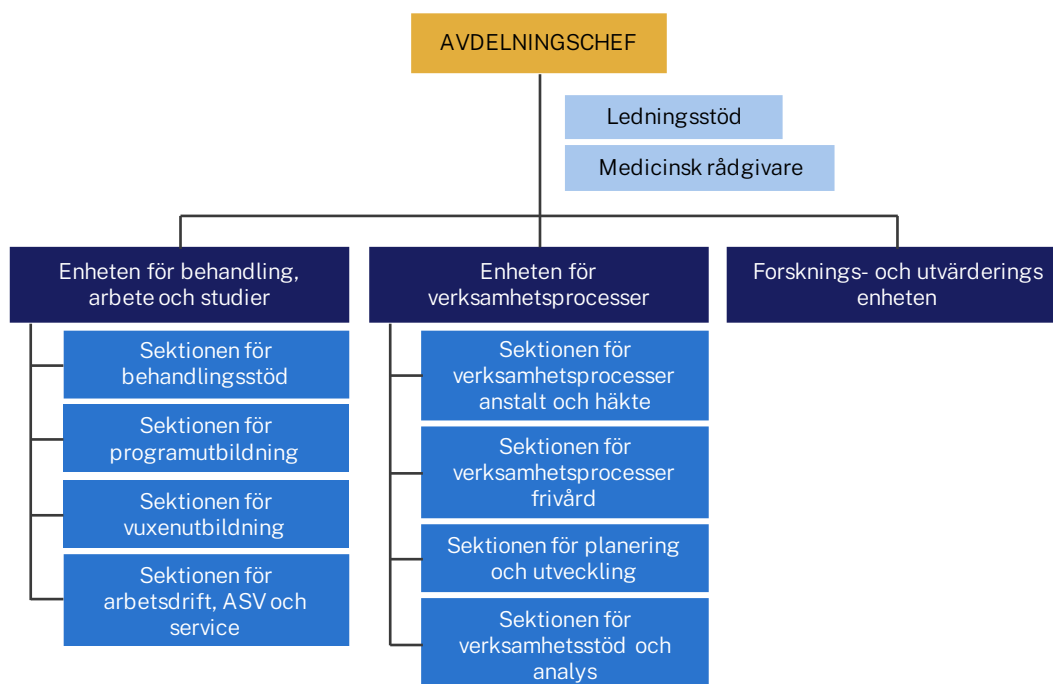 AVDELNINGSCHEF
Ledningsstöd
Medicinsk rådgivare
Enheten för behandling,
arbete och studier
Sektionen för
behandlingsstöd
Sektionen för
programutbildning
Sektionen för
vuxenutbildning
Sektionen för
arbetsdrift, ASV och
service
Enheten för
verksamhetsprocesser
Sektionen för
verksamhetsprocesser
anstalt och häkte
Sektionen för
verksamhetsprocesser
frivård
Sektionen för planering
och utveckling
Sektionen för
verksamhetsstöd och
analys
Forsknings- och utvärderings
enheten